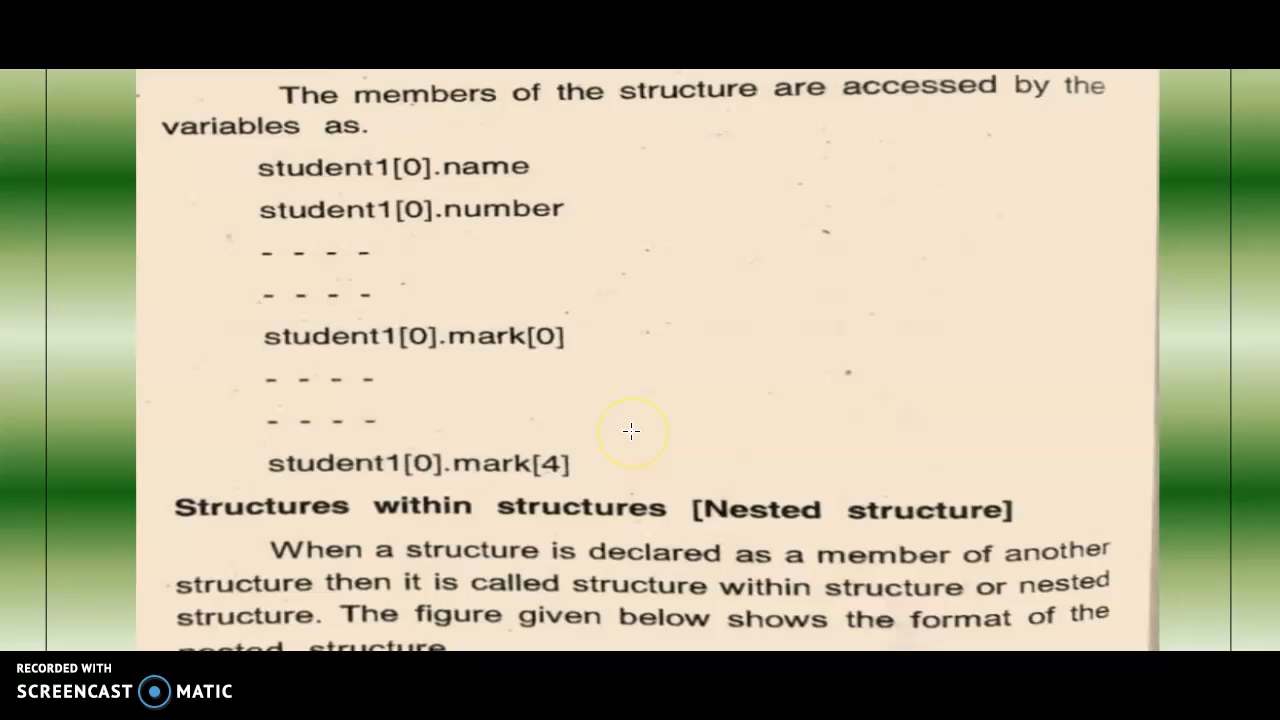 The members of the structure are accessed by the
variables as.
student1[0].name
student1[0].number
- - - -
- - - -
student1[0].mark[0]
- - - -
- - - -
student1[0].mark[4]
Structures within structures [Nested structure]
When a structure is declared as a member of another
structure then it is called structure within structure or nested
structure. The figure given below shows the format of the
nested structure
RECORDED WITH
SCREENCAST MATIC